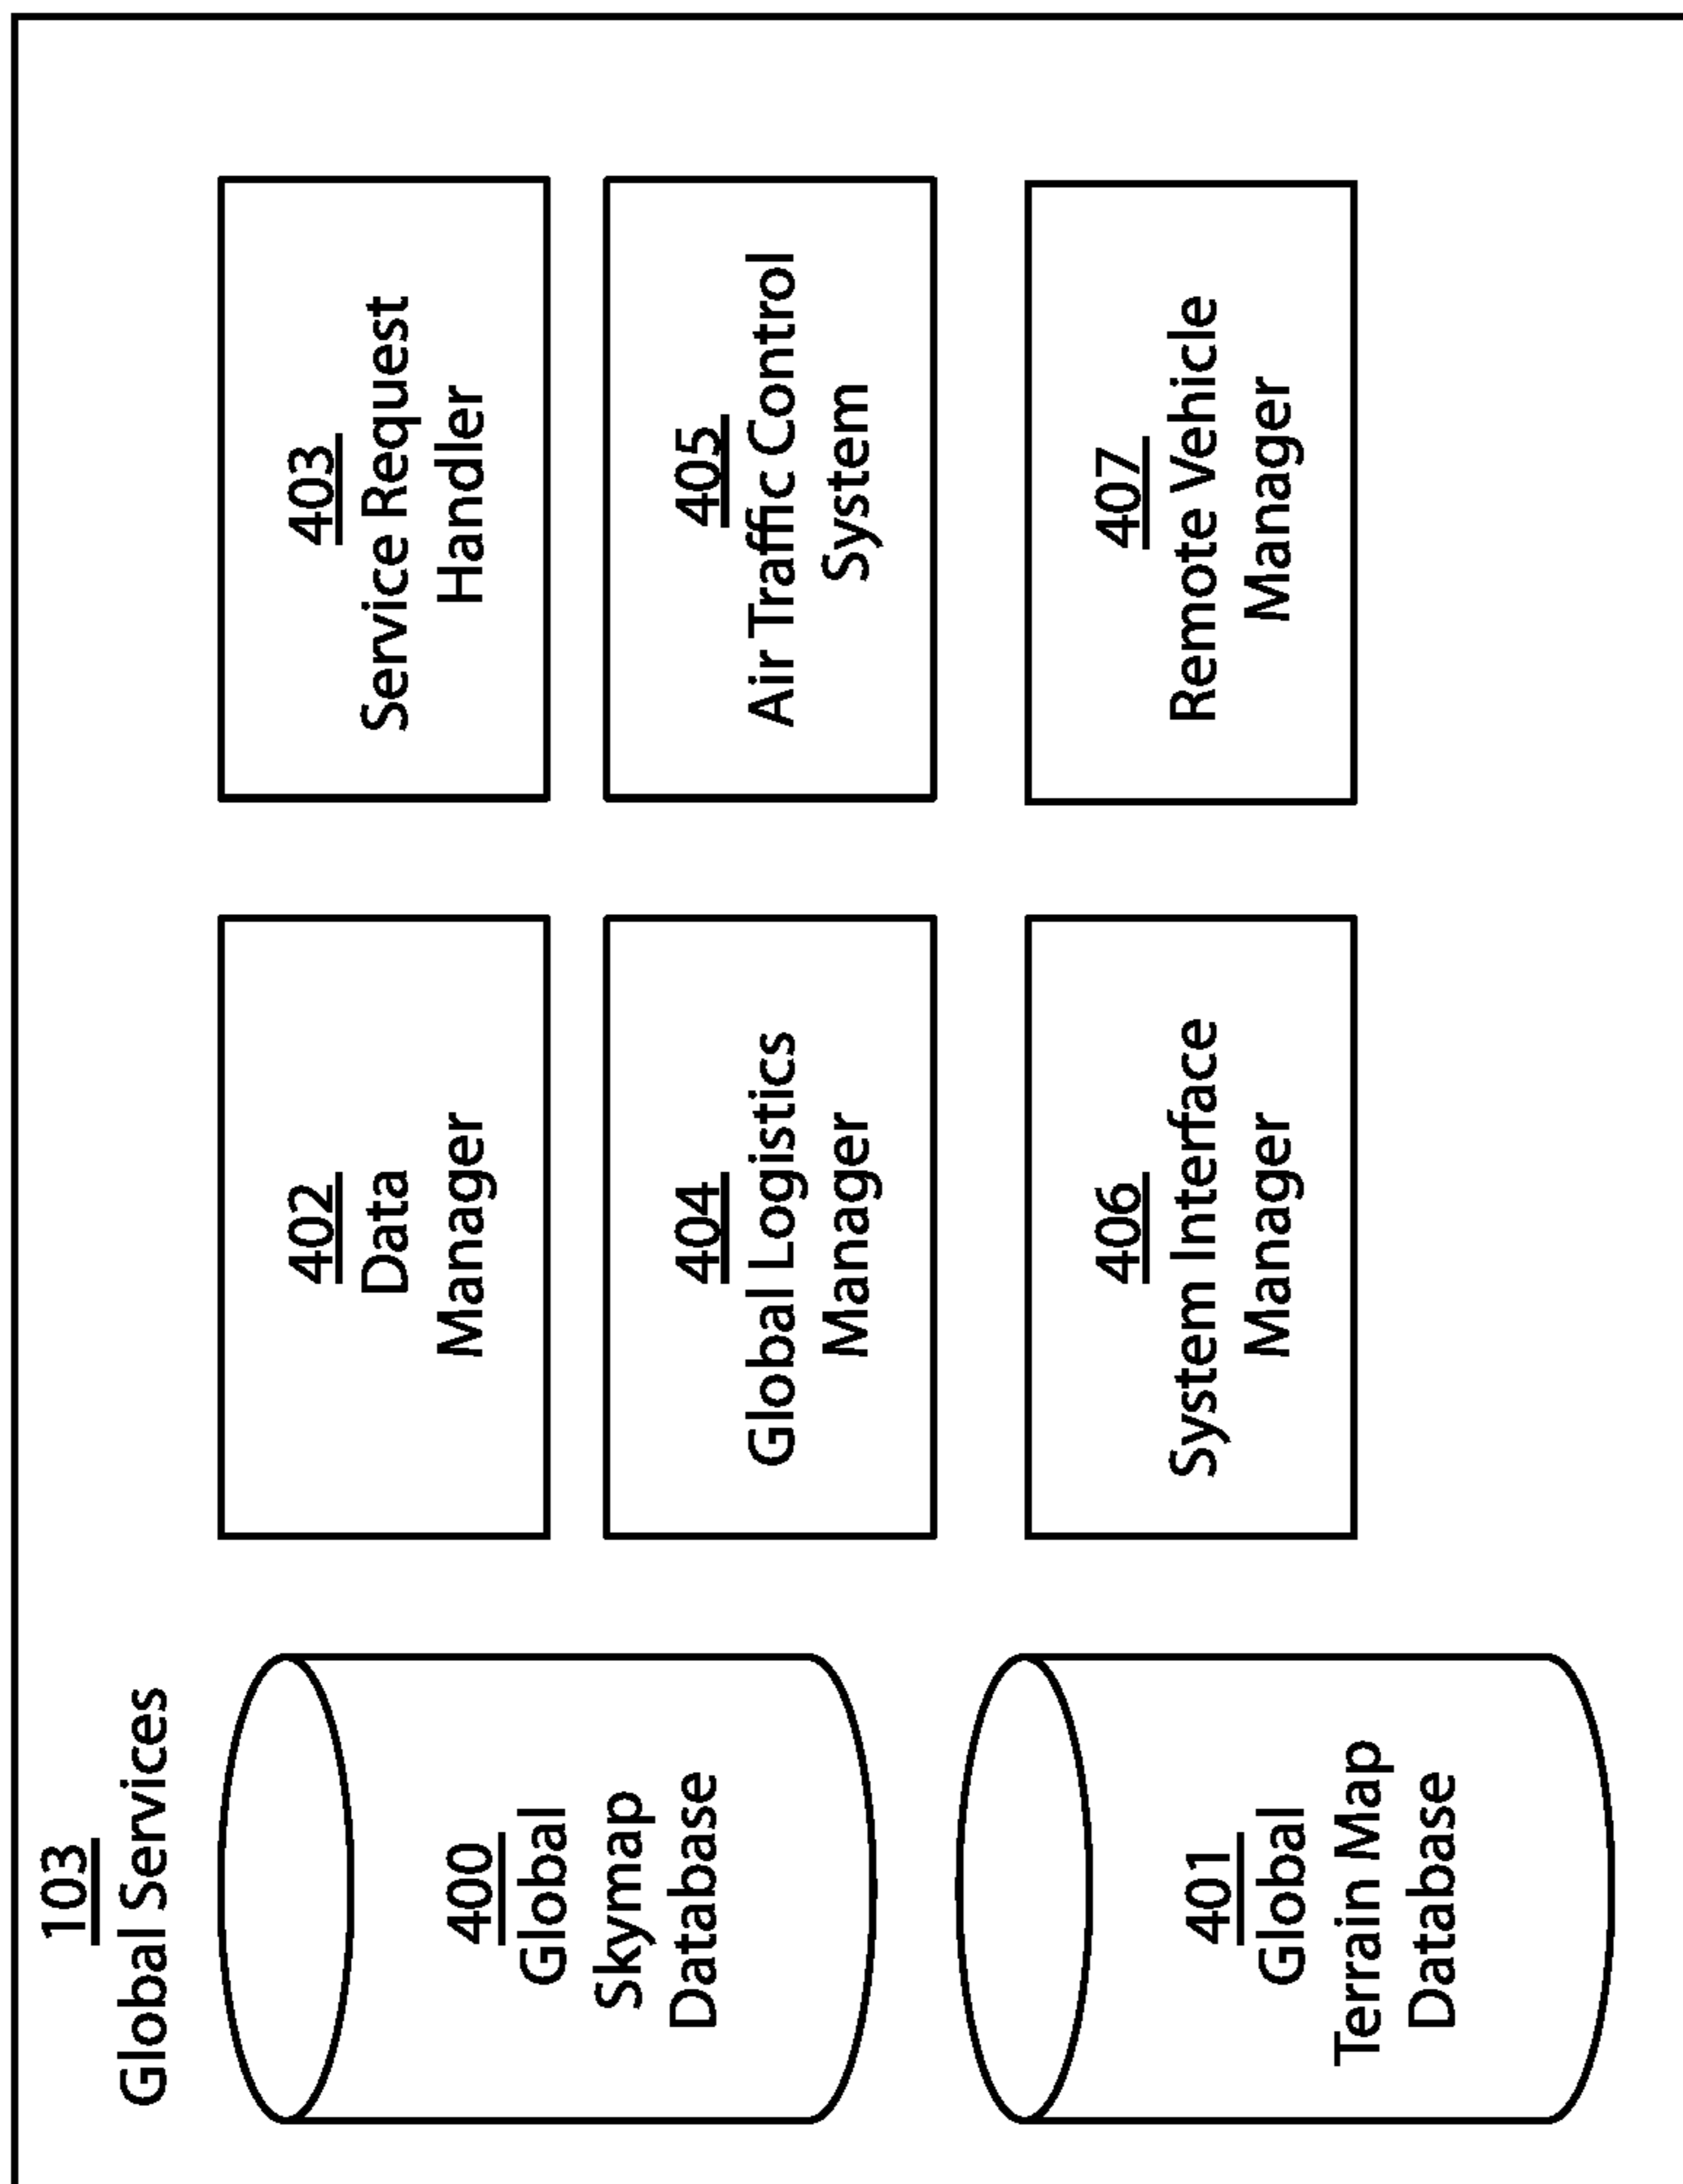 103
Global Services
400
Global
Skymap
Database
401
Global
Terrain Map
Database
402
Data
Manager
403
Service Request
Handler
404
Global Logistics
Manager
405
Air Traffic Control
System
406
System Interface
Manager
407
Remote Vehicle
Manager